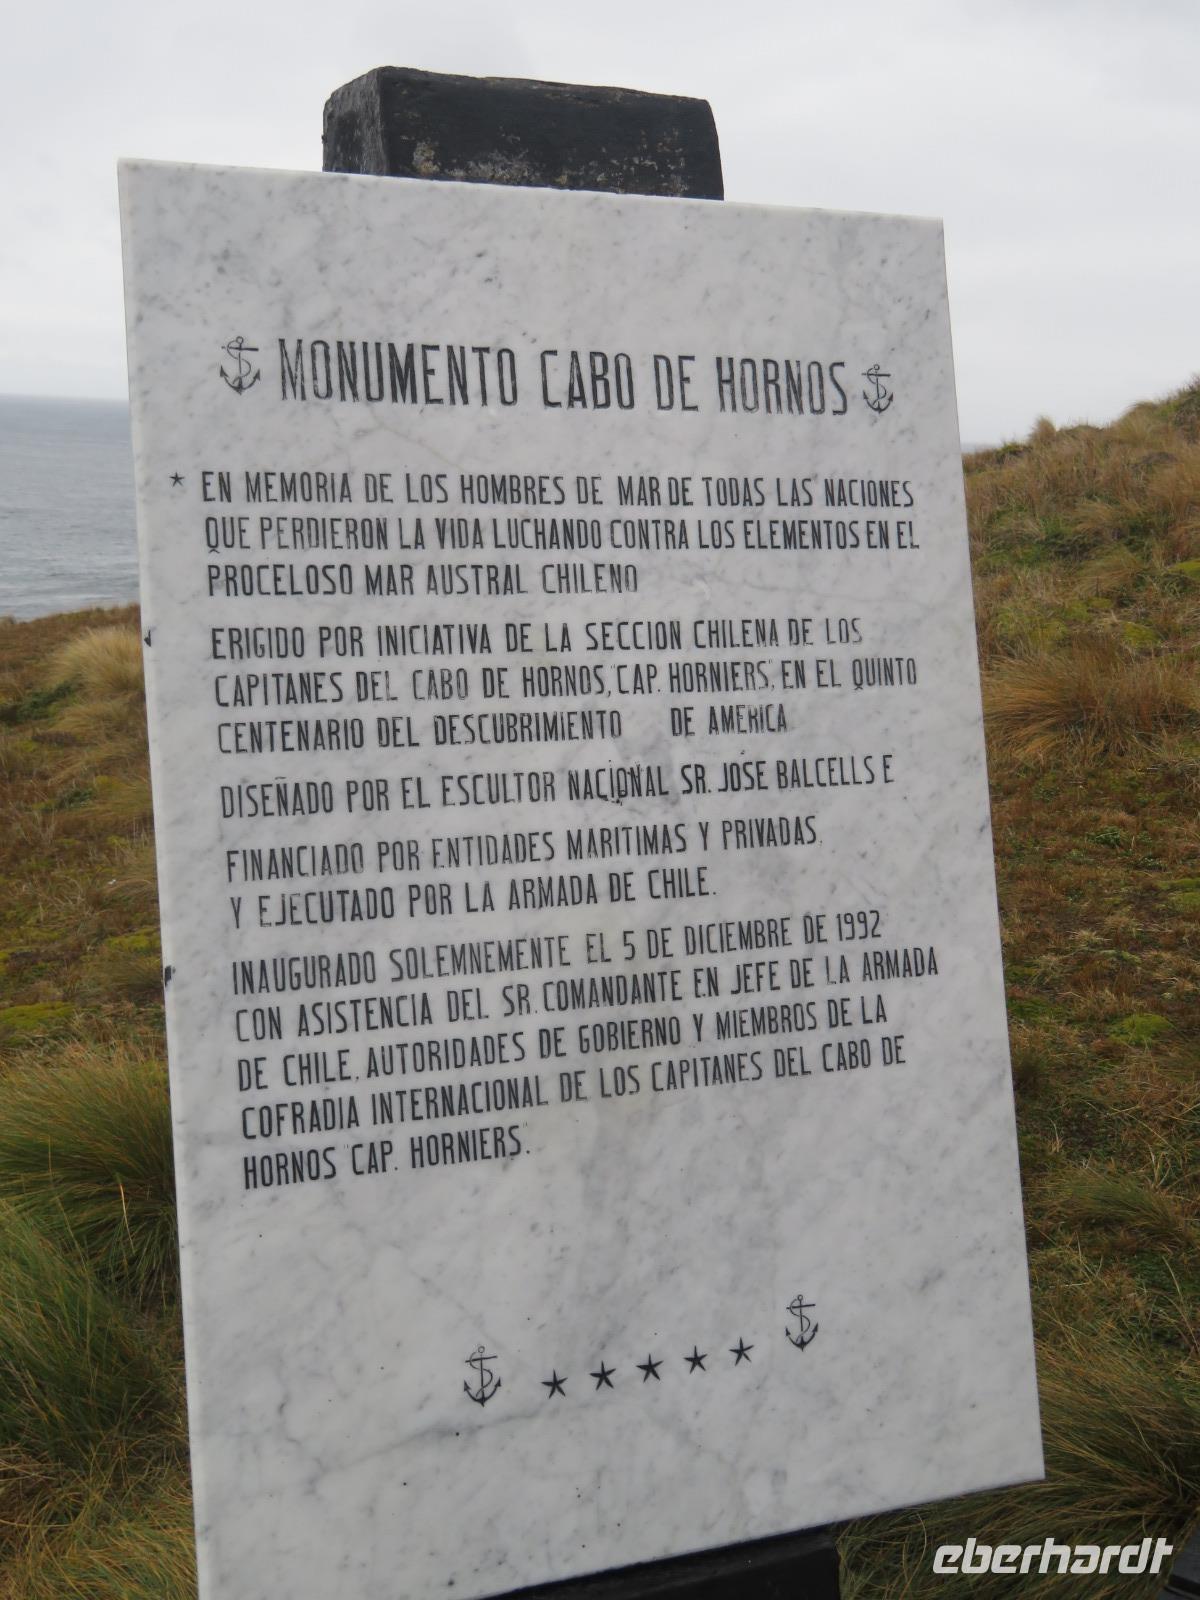 MONUMENTO CABO DE HORNOS
* EN MEMORIA DE LOS HOMBRES DE MAR DE TODAS LAS NACIONES
QUE PERDIERON LA VIDA LUCHANDO CONTRA LOS ELEMENTOS EN EL
PROCELOSO MAR AUSTRAL CHILENO
ERIGIDO POR INICIATIVA DE LA SECCION CHILENA DE LOS
CAPITANES DEL CABO DE HORNOS, "CAP. HORNIERS", EN EL QUINTO
CENTENARIO DEL DESCUBRIMIENTO DE AMERICA
DISEÑADO POR EL ESCULTOR NACIONAL SR. JOSE BALCELLS E
FINANCIADO POR ENTIDADES MARITIMAS Y PRIVADAS,
Y EJECUTADO POR LA ARMADA DE CHILE.
INAUGURADO SOLEMNEMENTE EL 5 DE DICIEMBRE DE 1992
CON ASISTENCIA DEL SR. COMANDANTE EN JEFE DE LA ARMADA
DE CHILE, AUTORIDADES DE GOBIERNO Y MIEMBROS DE LA
COFRADIA INTERNACIONAL DE LOS CAPITANES DEL CABO DE
HORNOS "CAP. HORNIERS".
eberhardt